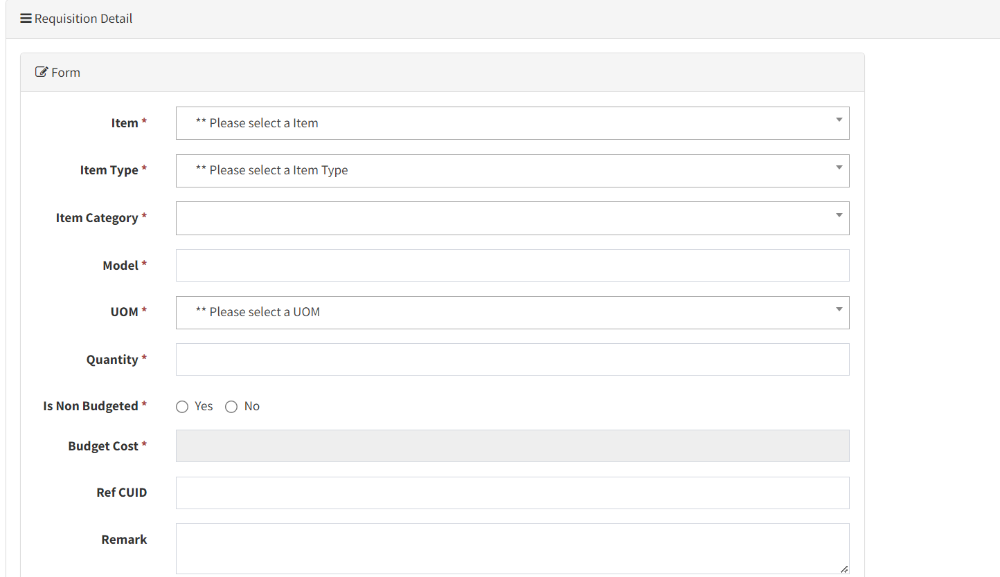 Requisition Detail
Form
Item *
** Please select a Item
Item Type *
** Please select a Item Type
Item Category *
Model *
UOM *
** Please select a UOM
Quantity *
Is Non Budgeted *
Yes No
Budget Cost *
Ref CUID
Remark